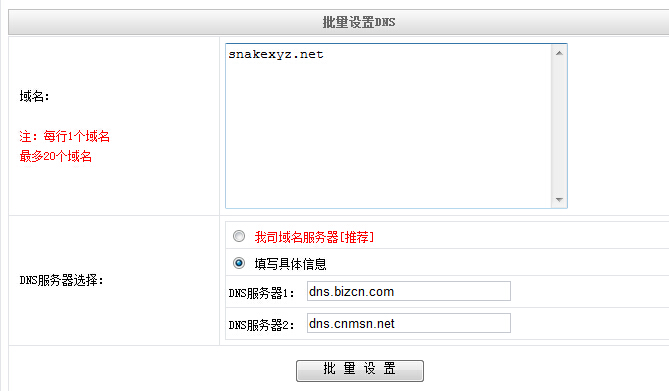 批量设置DNS
snakexyz.net
域名：
注：每行1个域名
最多20个域名
我司域名服务器[推荐]
填写具体信息
DNS服务器选择：
DNS服务器1： dns.bizcn.com
DNS服务器2： dns.cnmsn.net
批 量 设 置